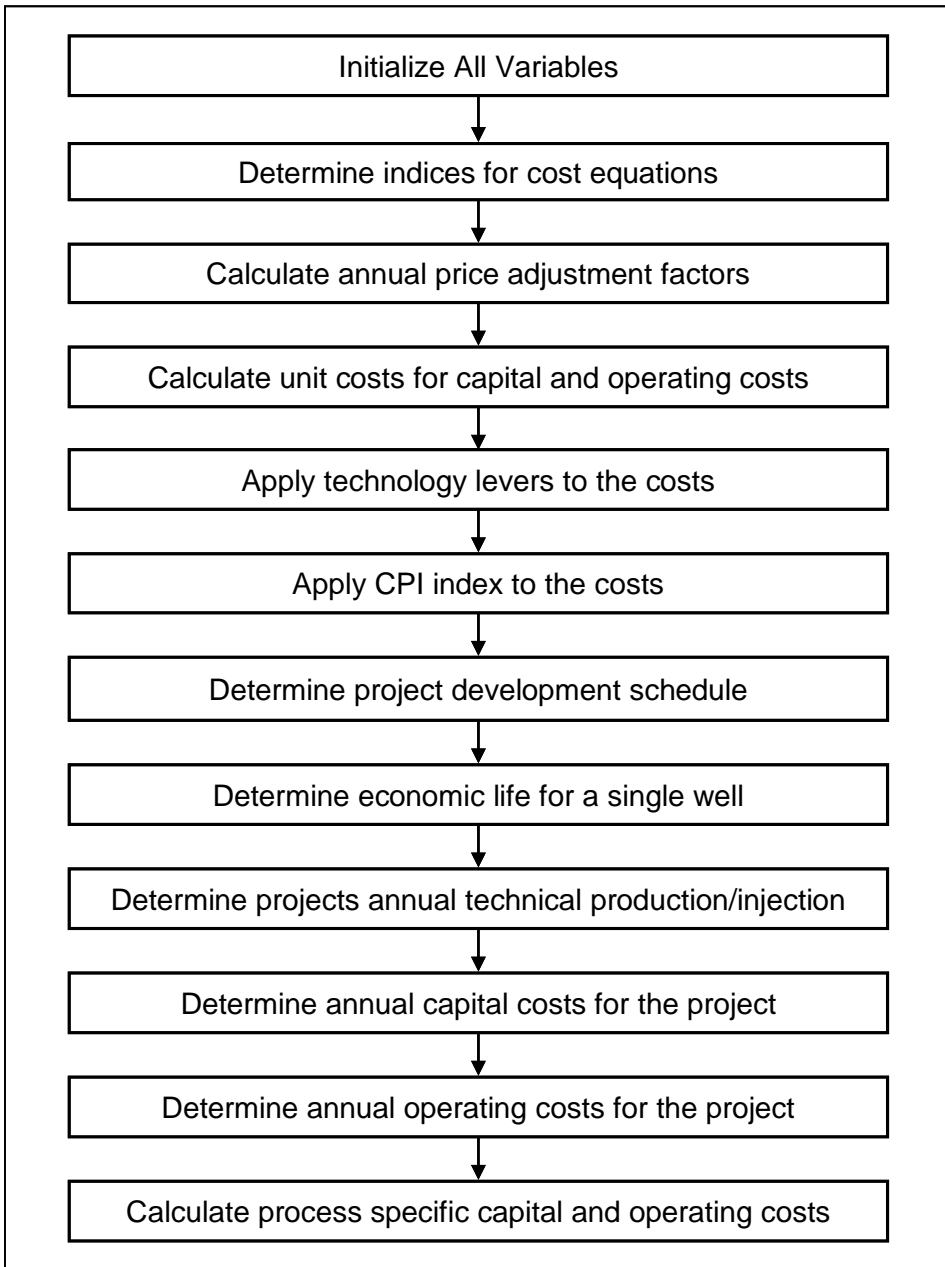 Initialize All Variables
Determine indices for cost equations
Calculate annual price adjustment factors
Calculate unit costs for capital and operating costs
Apply technology levers to the costs
Apply CPI index to the costs
Determine project development schedule
Determine economic life for a single well
Determine projects annual technical production/injection
Determine annual capital costs for the project
Determine annual operating costs for the project
Calculate process specific capital and operating costs